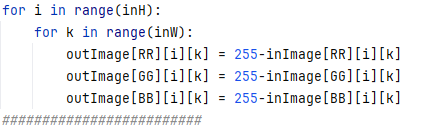 for i in range(inH):
    for k in range(inW):
        outImage[RR][i][k] = 255-inImage[RR][i][k]
        outImage[GG][i][k] = 255-inImage[GG][i][k]
        outImage[BB][i][k] = 255-inImage[BB][i][k]
#########################